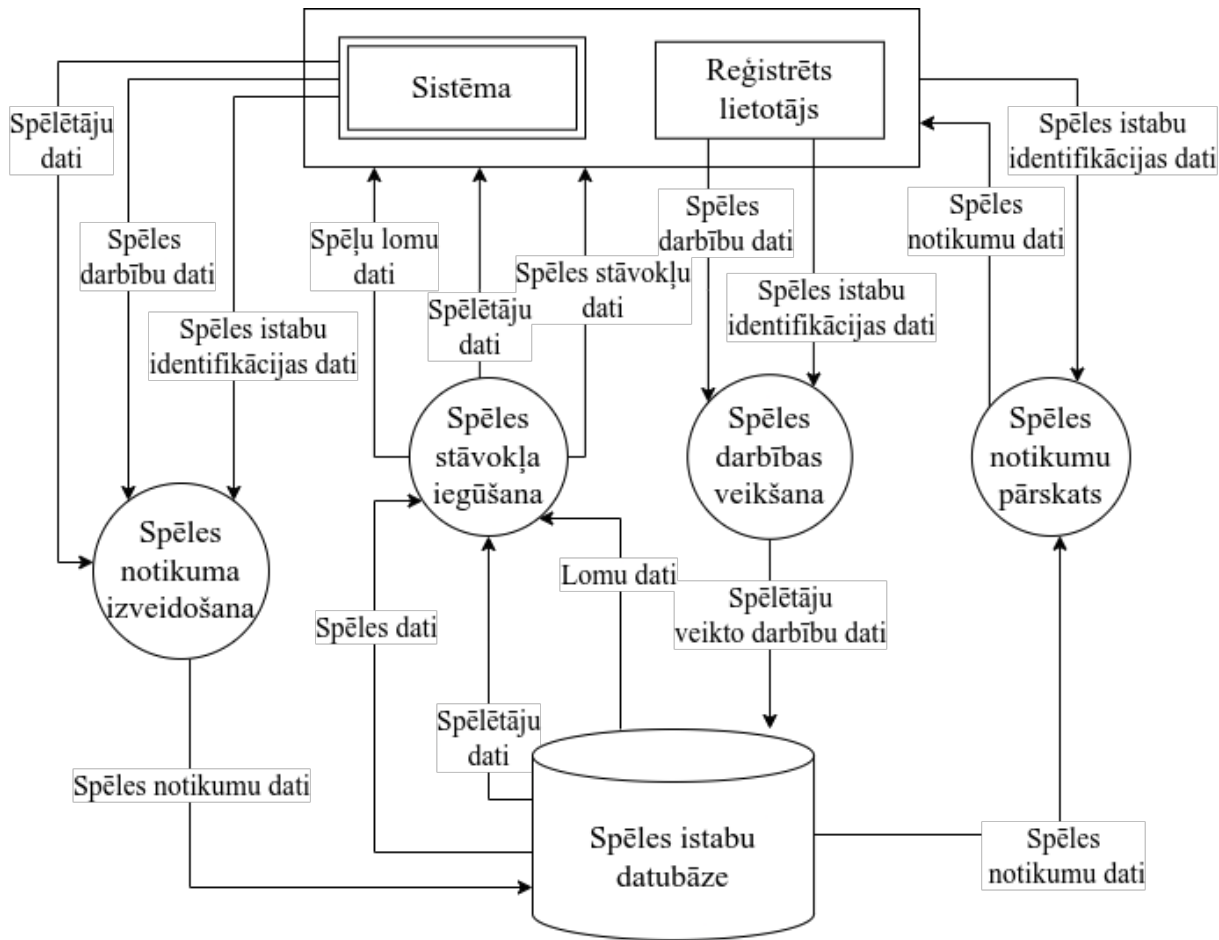 Sistēma
Reģistrēts
lietotājs
Spēlētāju
dati
Spēles
darbību dati
Spēles istabu
identifikācijas dati
Spēļu lomu
dati
Spēlētāju
dati
Spēles stāvokļu
dati
Spēles
darbību dati
Spēles istabu
identifikācijas dati
Spēles
notikumu dati
Spēles istabu
identifikācijas dati
Spēles
notikuma
izveidošana
Spēles
stāvokļa
iegūšana
Spēles
darbības
veikšana
Spēles
notikumu
pārskats
Spēles dati
Lomu dati
Spēlētāju
veikto darbību dati
Spēlētāju
dati
Spēles notikumu dati
Spēles istabu
datubāze
Spēles
notikumu dati